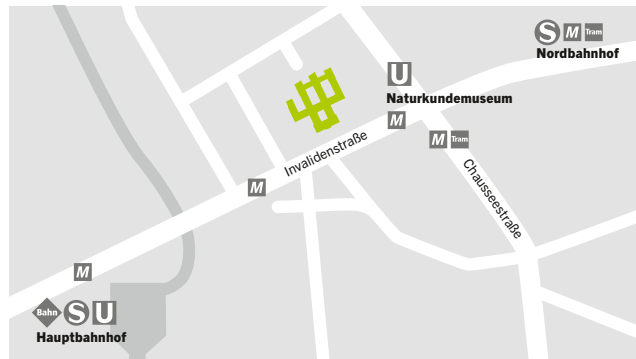 S M Tram
Nordbahnhof
U
Naturkundemuseum
M
M Tram
Invalidenstraße
Chausseestraße
M
M
Bahn S U
Hauptbahnhof